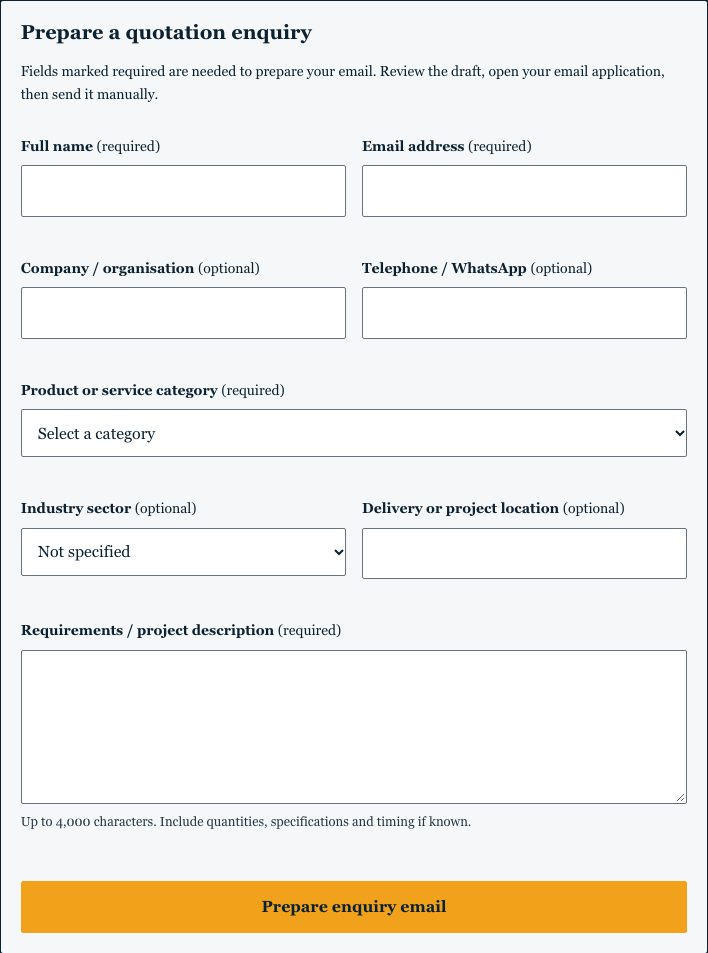 Prepare a quotation enquiry
Fields marked required are needed to prepare your email. Review the draft, open your email application,
then send it manually.
Full name (required)
Email address (required)
Company / organisation (optional)
Telephone / WhatsApp (optional)
Product or service category (required)
Select a category
Industry sector (optional)
Delivery or project location (optional)
Not specified
Requirements / project description (required)
Up to 4,000 characters. Include quantities, specifications and timing if known.
Prepare enquiry email